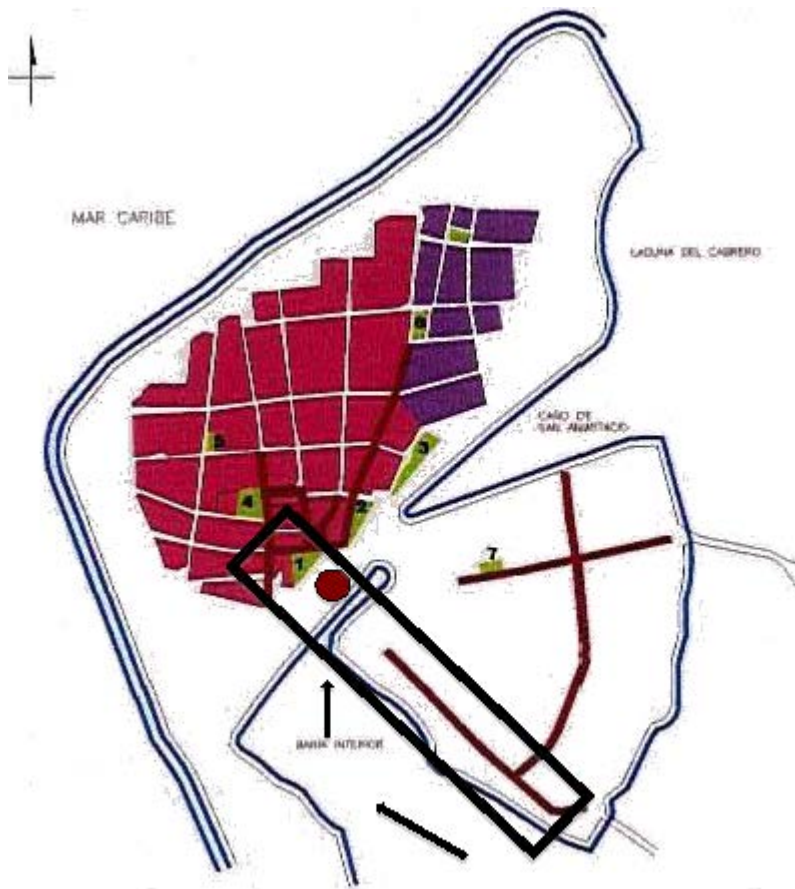 MAR CARIBE
LAGUNA DEL CABRERO
6
CAÑO DE
SAN ANASTACIO
5
3
4
2
1
7
BAHIA INTERIOR